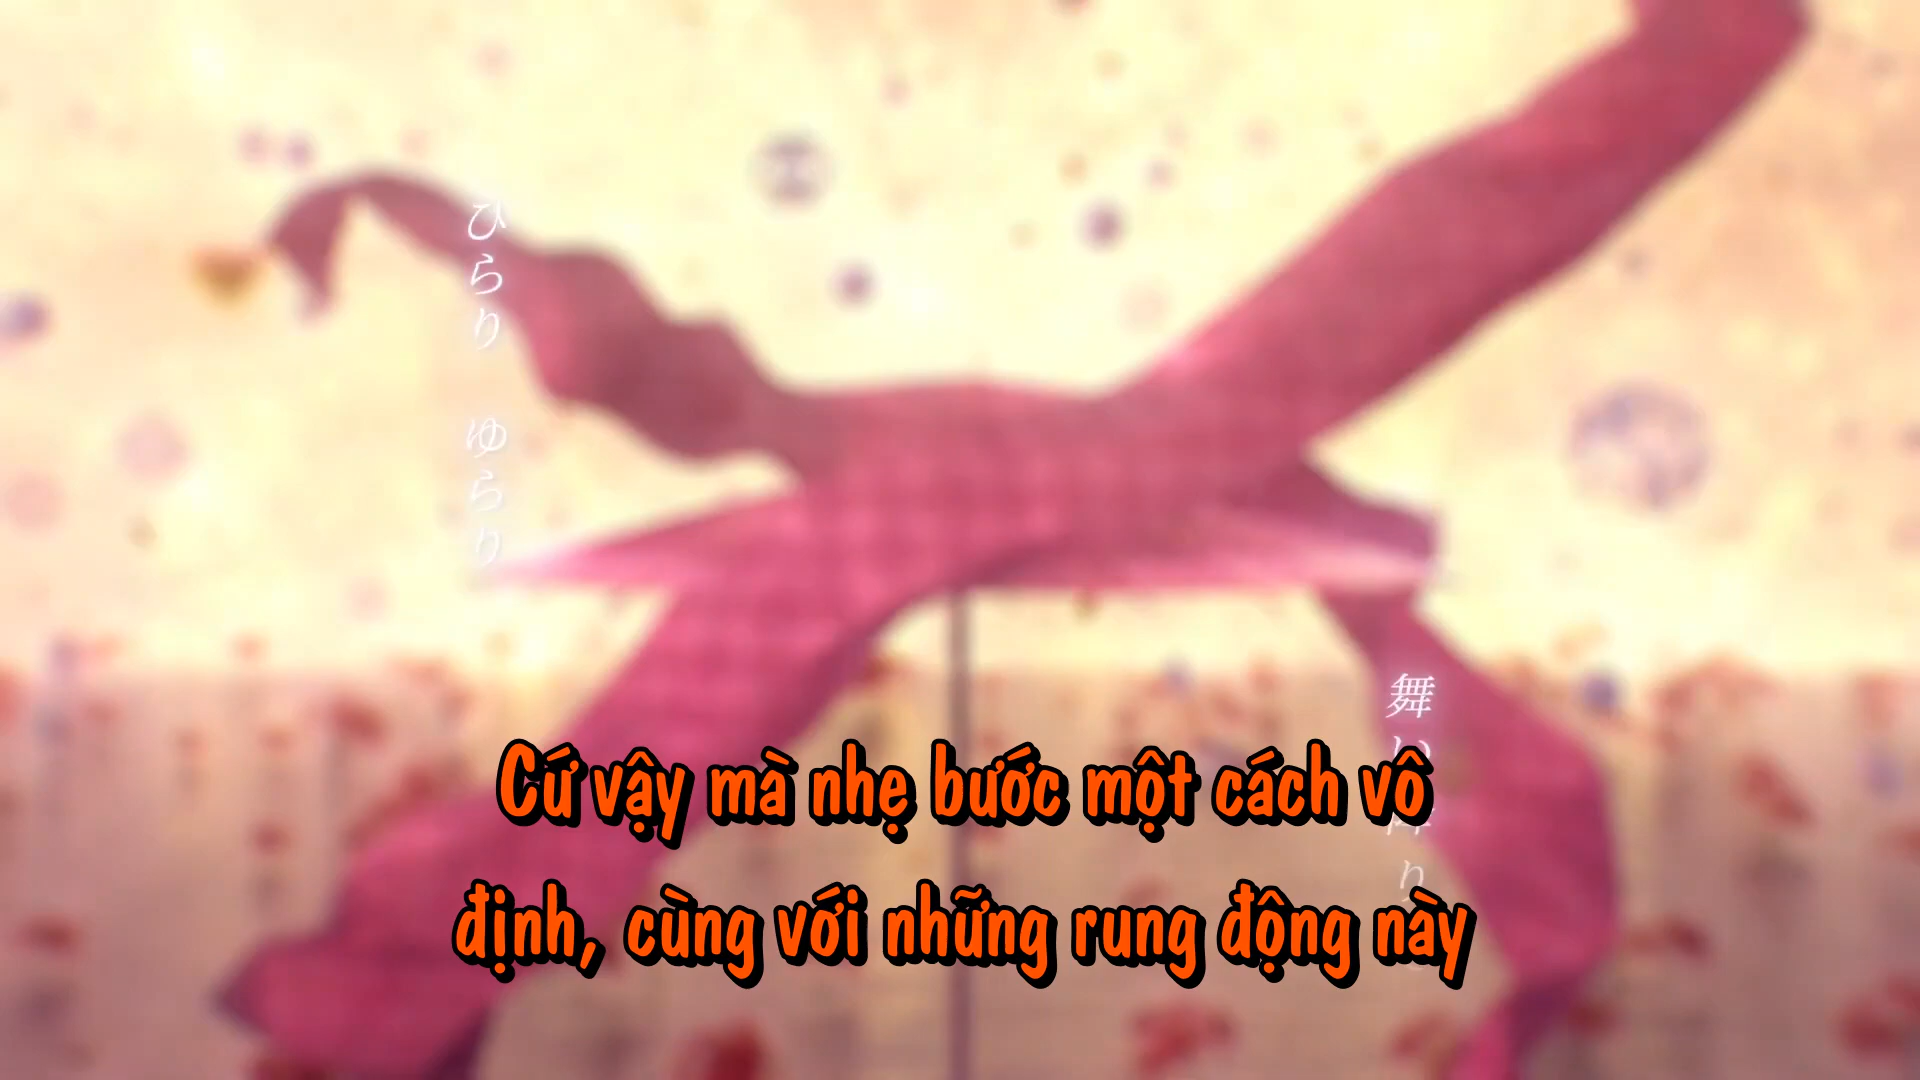 ひらり ゆらり
舞い
Cứ vậy mà nhẹ bước một cách vô
định, cùng với những rung động này